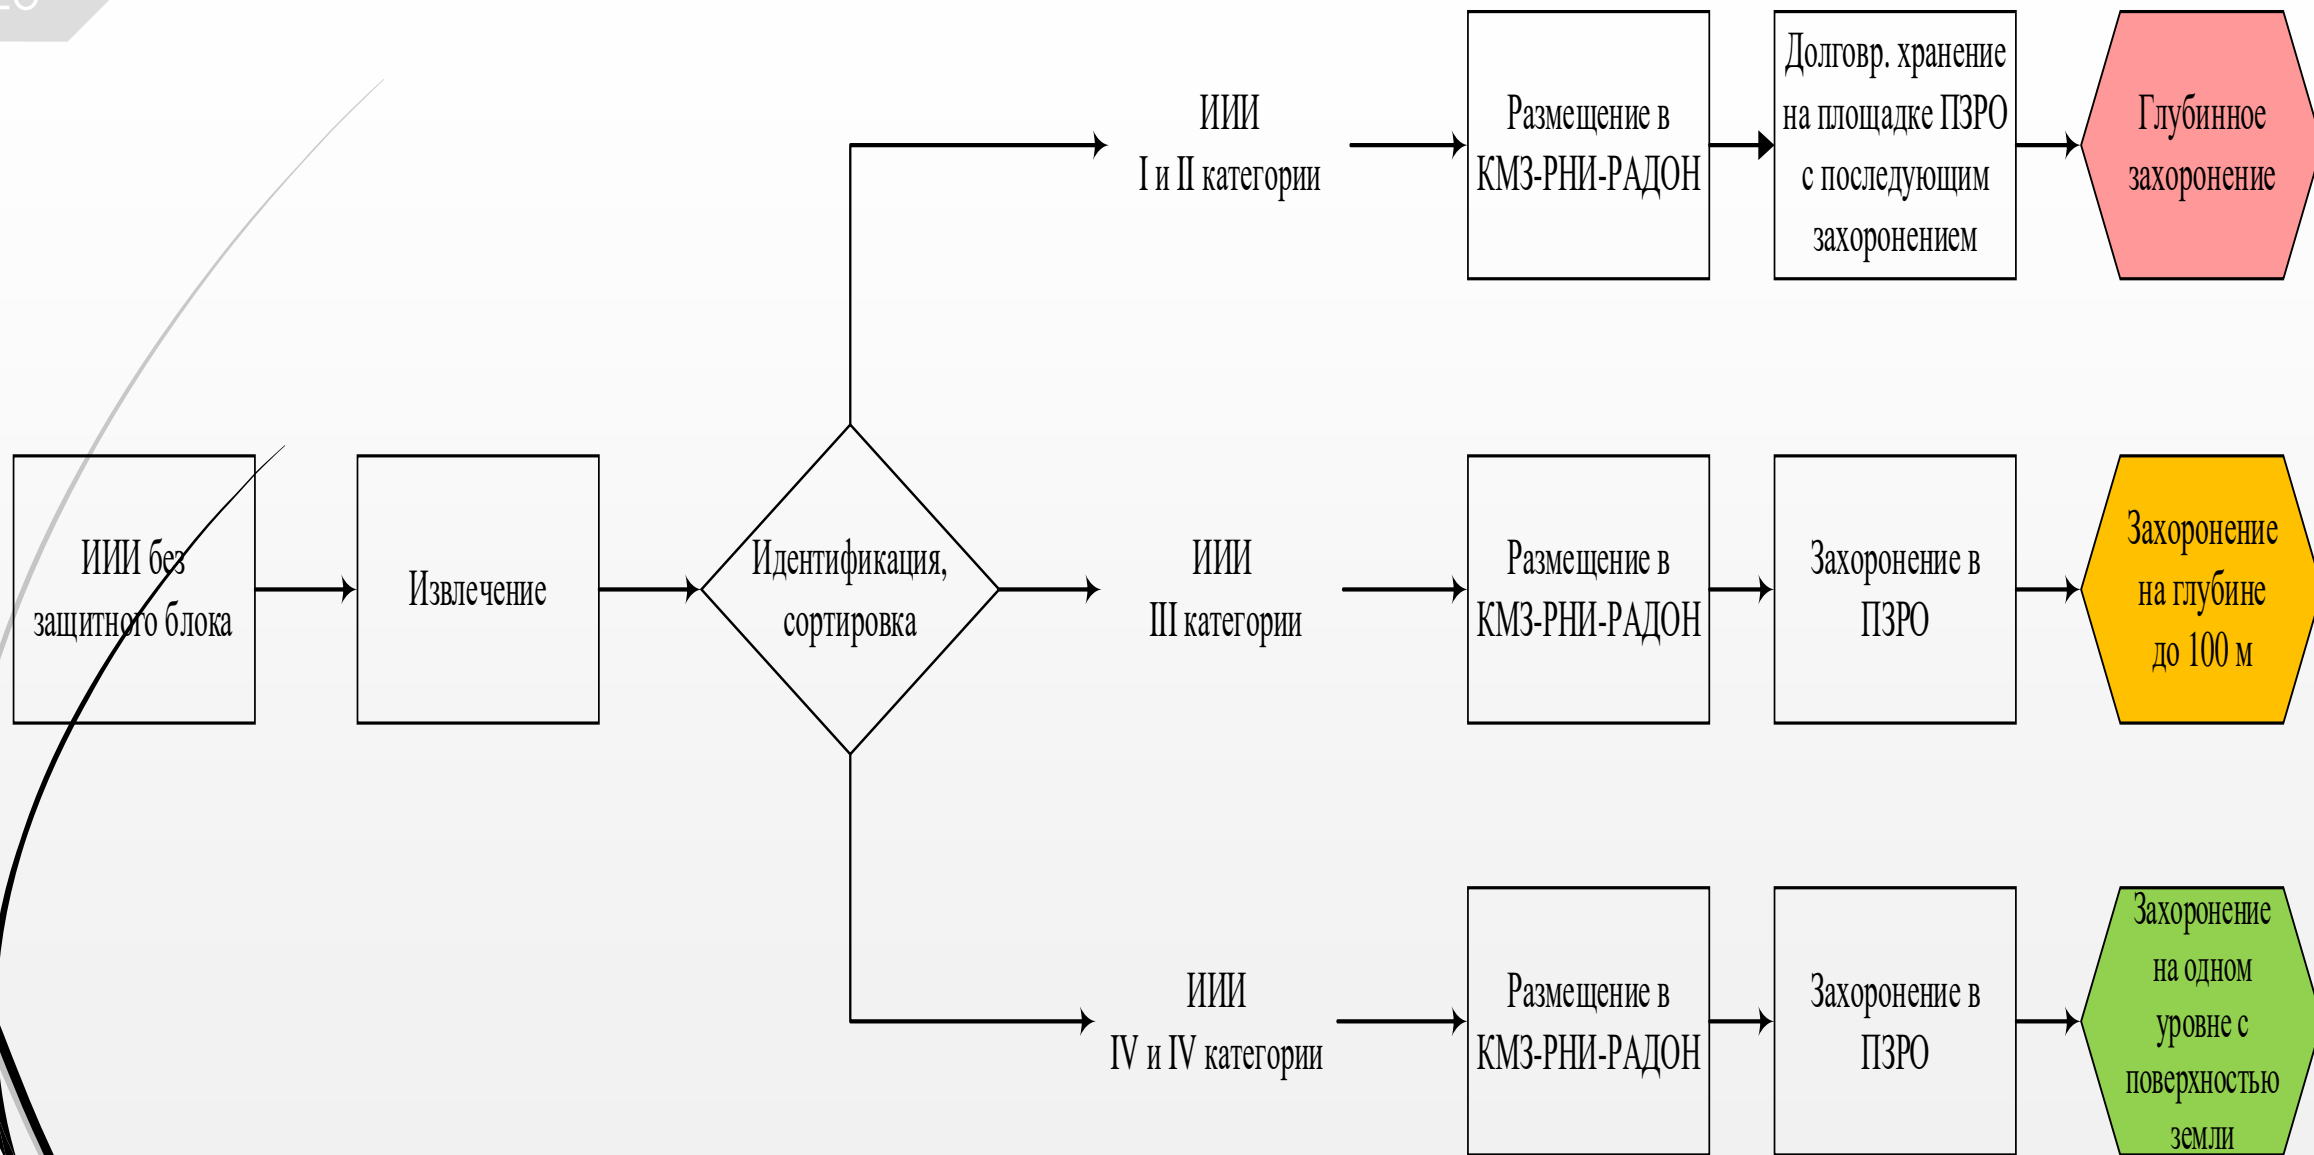 ИИИ без
защитного блока
Извлечение
Идентификация,
сортировка
ИИИ
I и II категории
Размещение в
КМЗ-РНИ-РАДОН
Долговр. хранение
на площадке ПЗРО
с последующим
захоронением
Глубинное
захоронение
ИИИ
III категории
Размещение в
КМЗ-РНИ-РАДОН
Захоронение в
ПЗРО
Захоронение
на глубине
до 100 м
ИИИ
IV и IV категории
Размещение в
КМЗ-РНИ-РАДОН
Захоронение в
ПЗРО
Захоронение
на одном
уровне с
поверхностью
земли